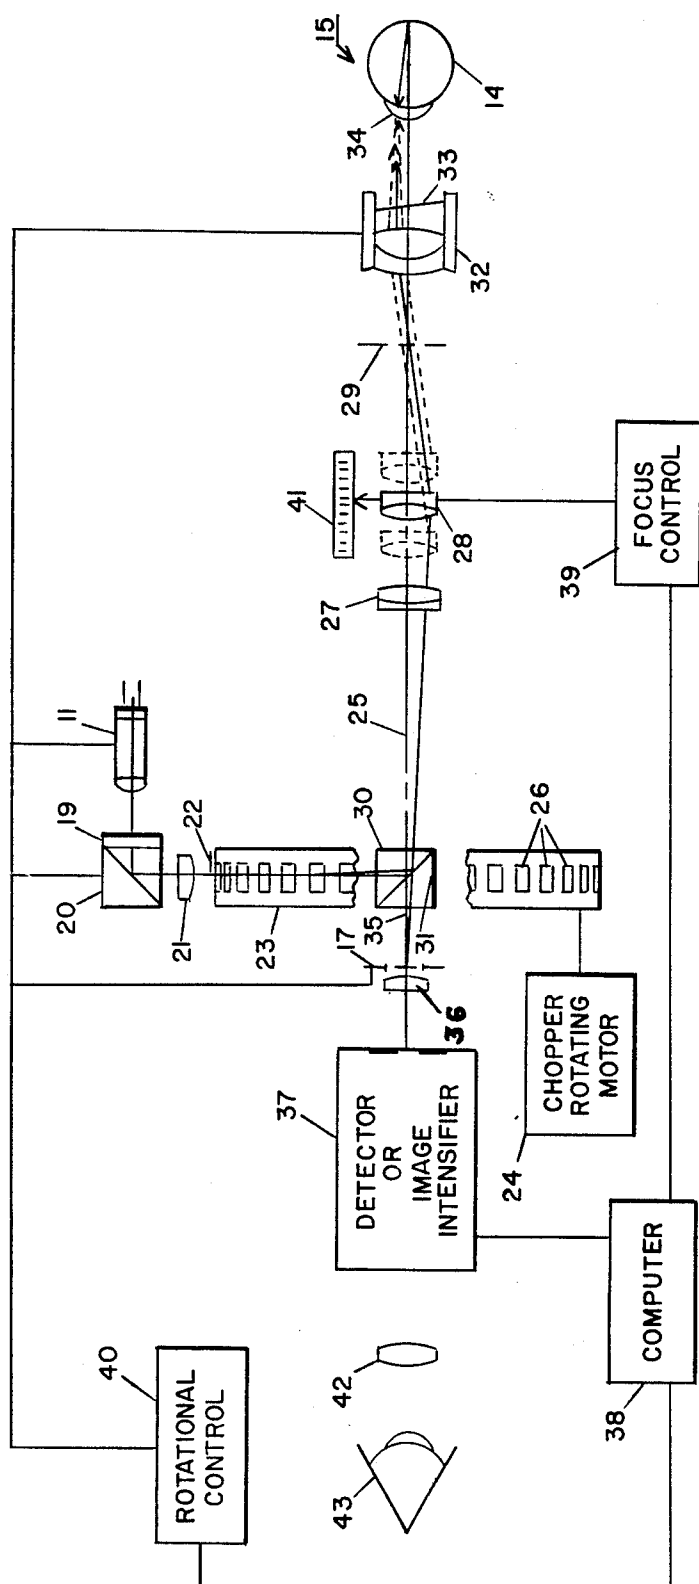 15
14
34
33
32
29
41
28
FOCUS
CONTROL
39
27
25
11
19
20
21
22
23
30
31
26
35
17
36
37
DETECTOR
OR
IMAGE
INTENSIFIER
CHOPPER
ROTATING
MOTOR
24
COMPUTER
38
40
ROTATIONAL
CONTROL
42
43